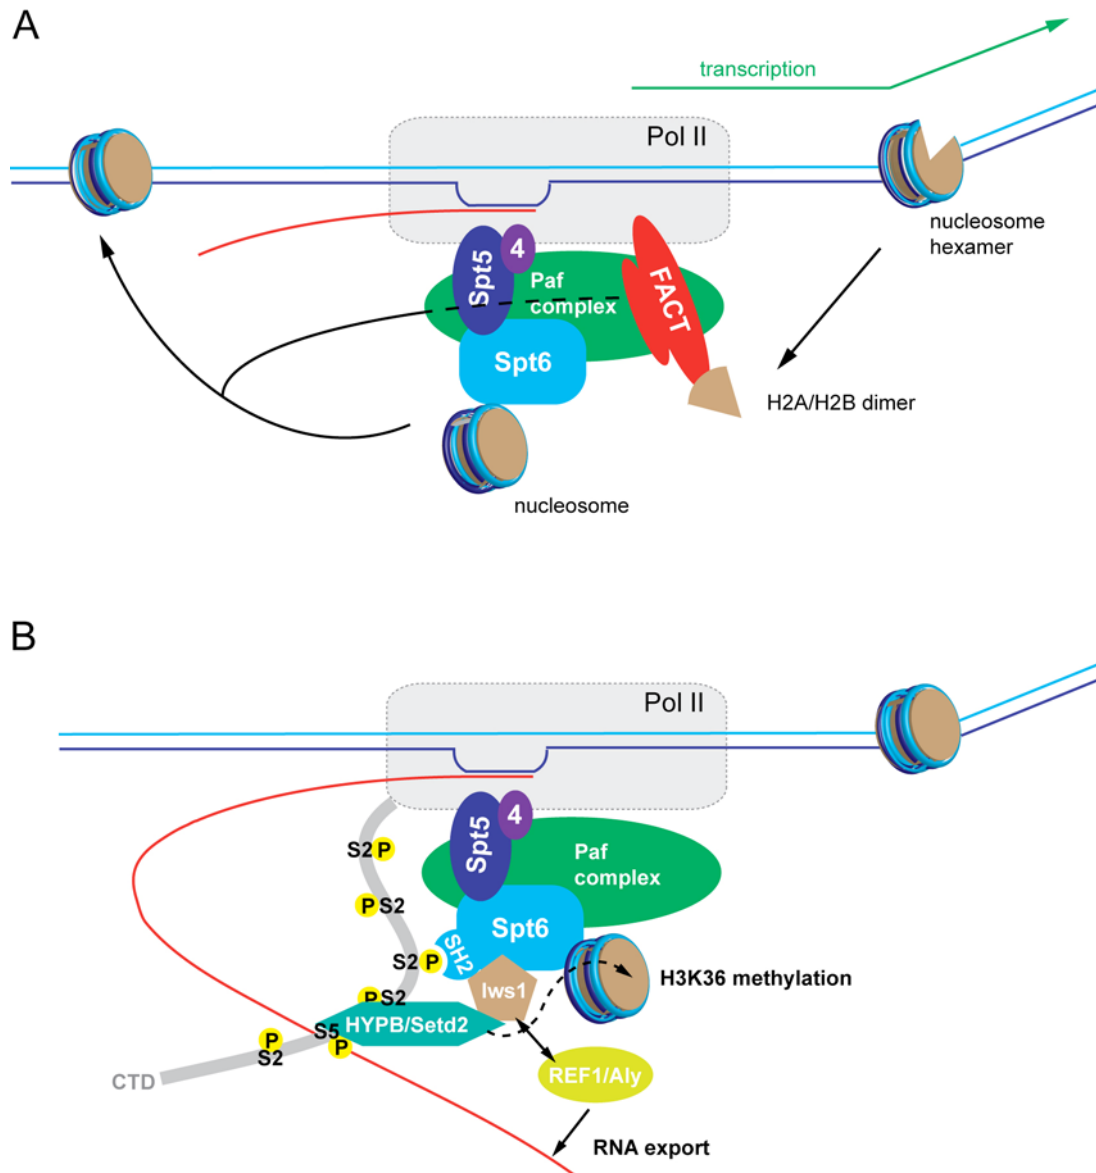 A
transcription
Pol II
nucleosome
hexamer
Spt5
4
Paf
complex
FACT
Spt6
H2A/H2B dimer
nucleosome
B
Pol II
Spt5
4
Paf
complex
S2 P
P S2
Spt6
S2 P
SH2
Iws1
H3K36 methylation
P S2
HYPB/Setd2
P
S2
S5
P
CTD
REF1/Aly
RNA export